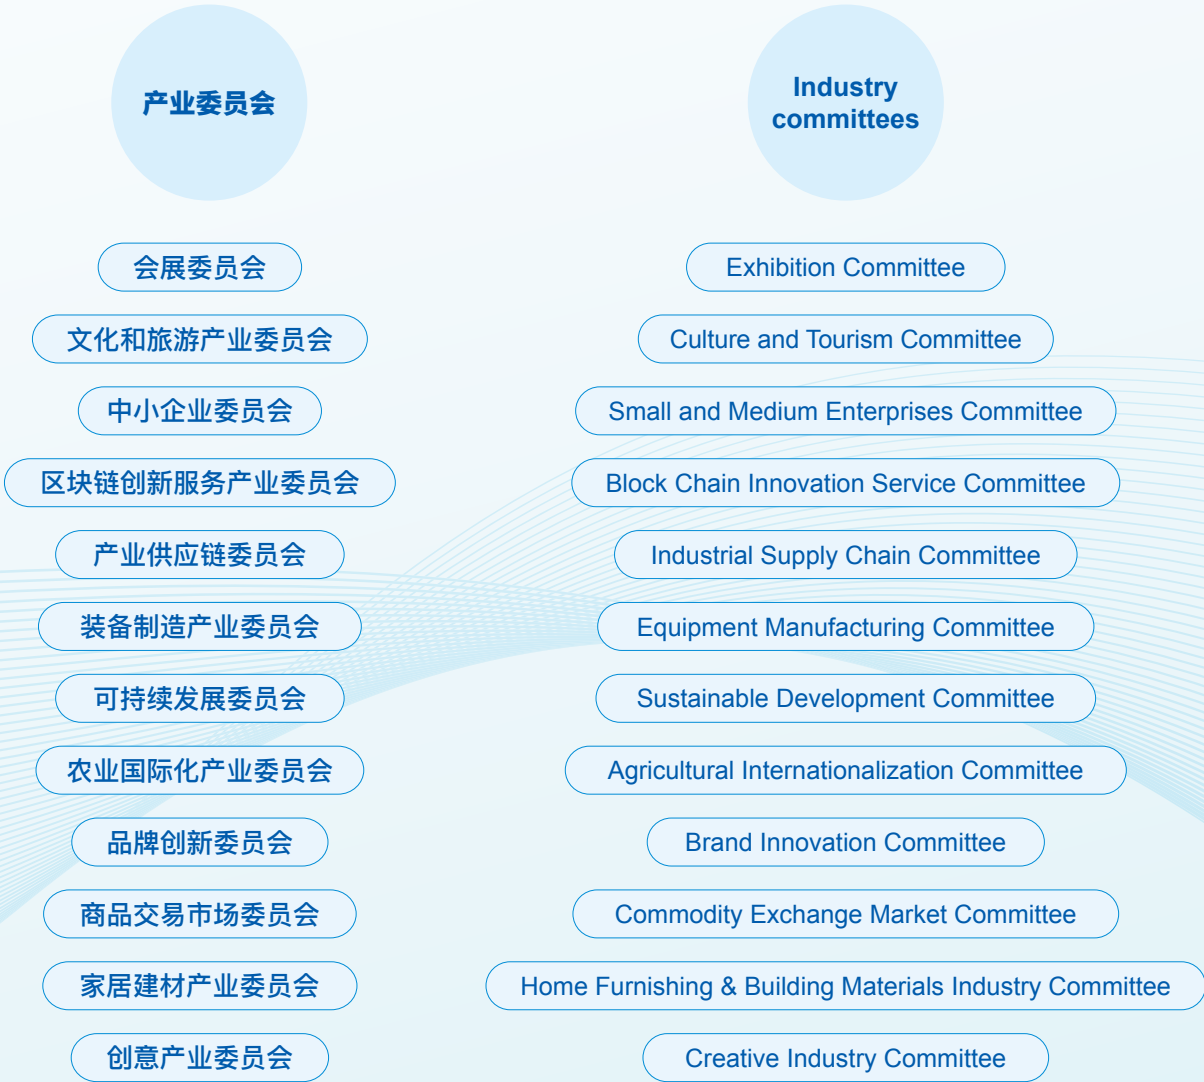 产业委员会
会展委员会
文化和旅游产业委员会
中小企业委员会
区块链创新服务产业委员会
产业供应链委员会
装备制造产业委员会
可持续发展委员会
农业国际化产业委员会
品牌创新委员会
商品交易市场委员会
家居建材产业委员会
创意产业委员会
Industry
committees
Exhibition Committee
Culture and Tourism Committee
Small and Medium Enterprises Committee
Block Chain Innovation Service Committee
Industrial Supply Chain Committee
Equipment Manufacturing Committee
Sustainable Development Committee
Agricultural Internationalization Committee
Brand Innovation Committee
Commodity Exchange Market Committee
Home Furnishing & Building Materials Industry Committee
Creative Industry Committee